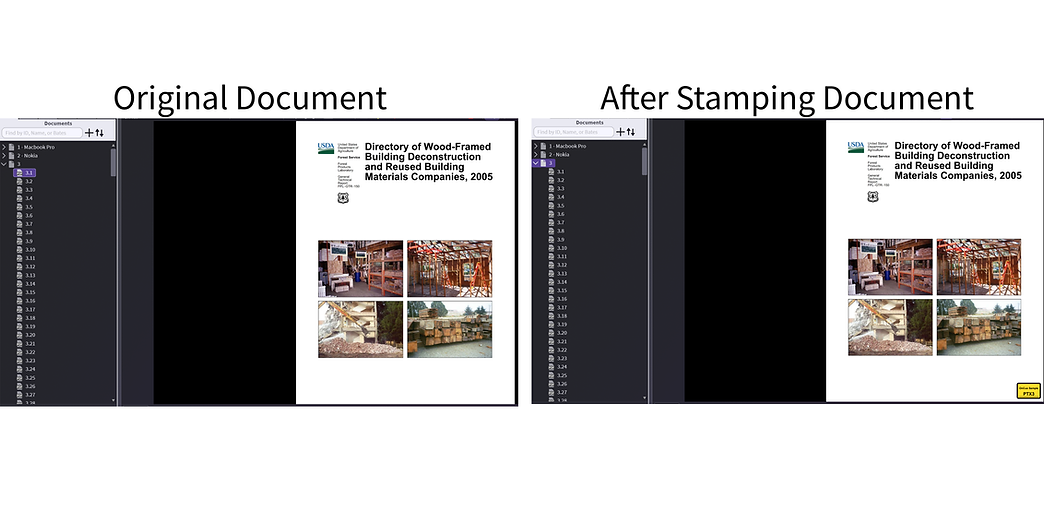 Original Document
Documents
Find by ID, Name, or Dates
1 - Macbook Pro
2 - Nokia
3
3.1
3.2
3.3
3.4
3.5
3.6
3.7
3.8
3.9
3.10
3.11
3.12
3.13
3.14
3.15
3.16
3.17
3.18
3.19
3.20
3.21
3.22
3.23
3.24
3.25
3.26
3.27
3.28
USDA
United States
Department of
Agriculture
Forest Service
Forest
Products
Laboratory
General
Technical
Report
FPL-GTR-150
Directory of Wood-Framed
Building Deconstruction
and Reused Building
Materials Companies, 2005
After Stamping Document
Documents
Find by ID, Name, or Dates
1 - Macbook Pro
2 - Nokia
3
3.1
3.2
3.3
3.4
3.5
3.6
3.7
3.8
3.9
3.10
3.11
3.12
3.13
3.14
3.15
3.16
3.17
3.18
3.19
3.20
3.21
3.22
3.23
3.24
3.25
3.26
3.27
3.28
USDA
United States
Department of
Agriculture
Forest Service
Forest
Products
Laboratory
General
Technical
Report
FPL-GTR-150
Directory of Wood-Framed
Building Deconstruction
and Reused Building
Materials Companies, 2005
PTX3